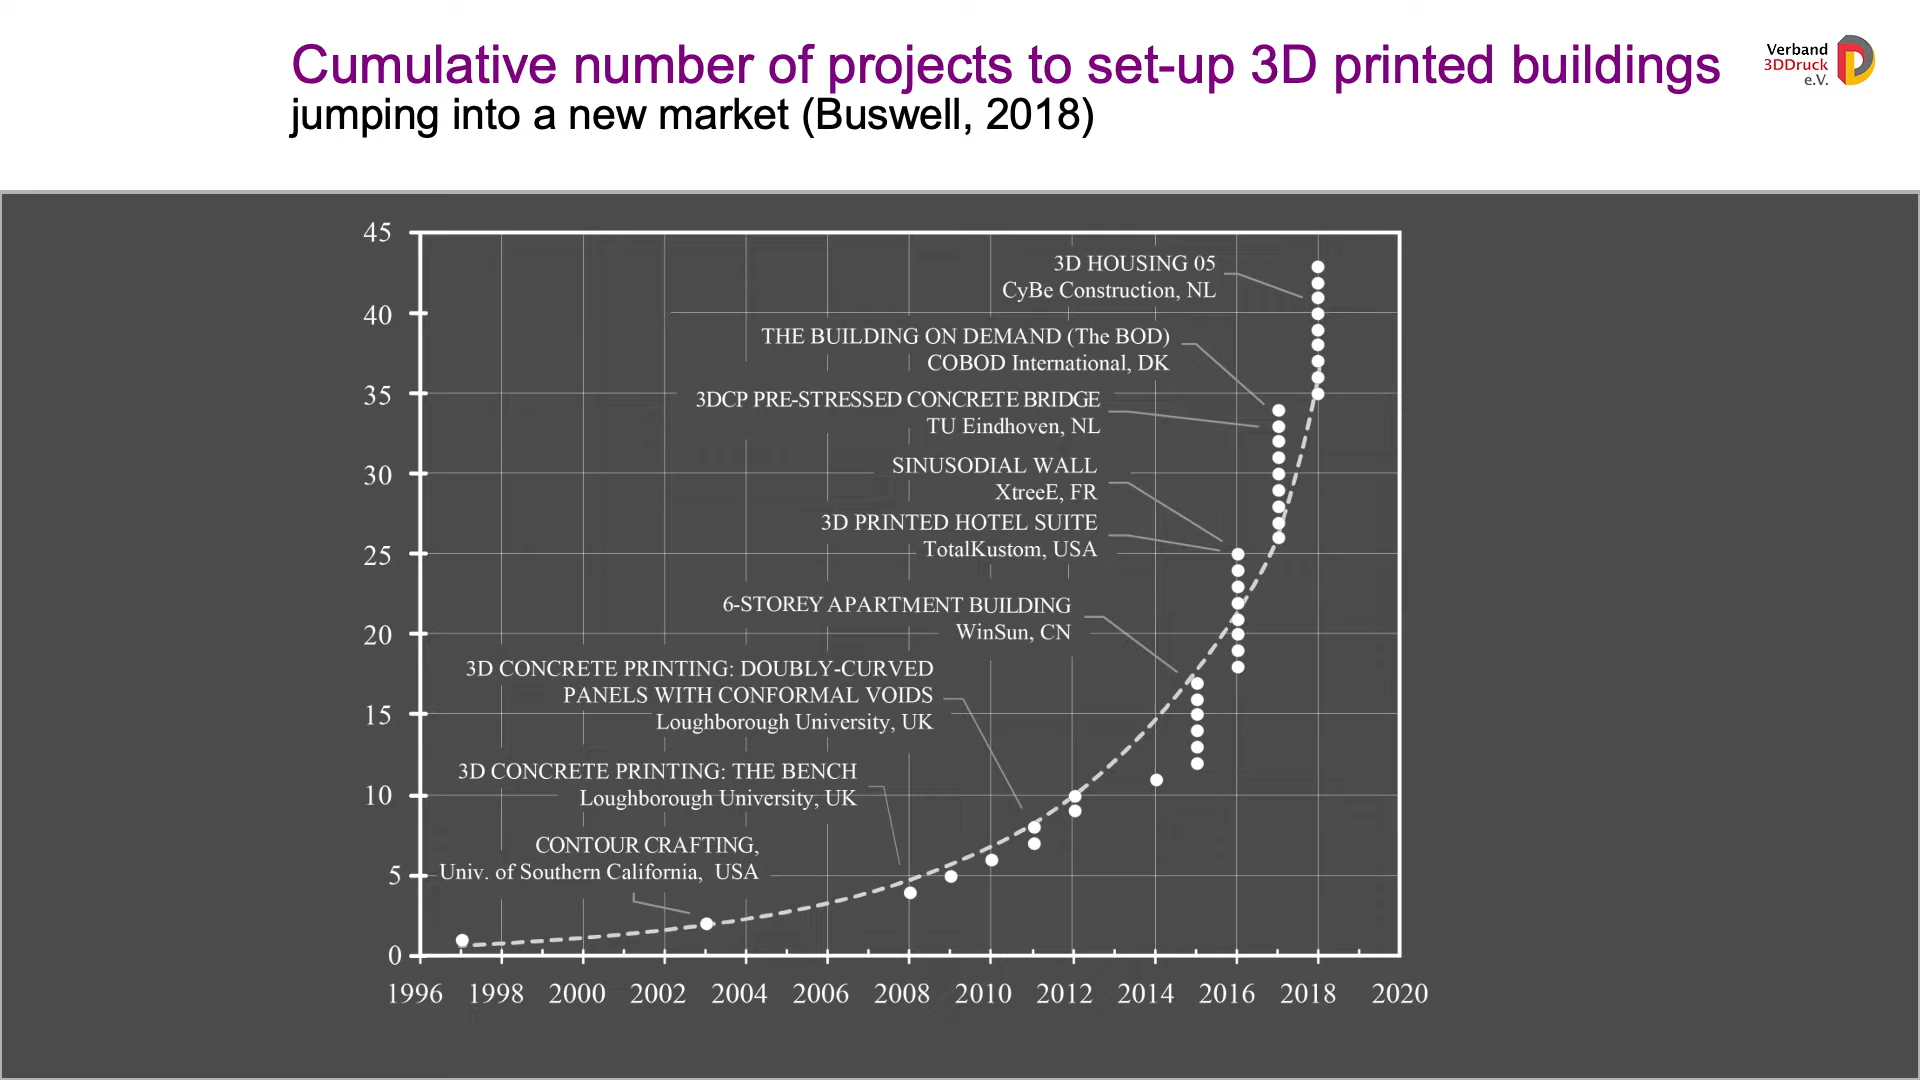 Cumulative number of projects to set-up 3D printed buildings
jumping into a new market (Buswell, 2018)
Verband
3DDruck
e.V.
45
40
35
30
25
20
15
10
5
0
3D HOUSING 05
CyBe Construction, NL
THE BUILDING ON DEMAND (The BOD)
COBOD International, DK
3DCP PRE-STRESSED CONCRETE BRIDGE
TU Eindhoven, NL
SINUSODIAL WALL
XtreeE, FR
3D PRINTED HOTEL SUITE
TotalKustom, USA
6-STOREY APARTMENT BUILDING
WinSun, CN
3D CONCRETE PRINTING: DOUBLY-CURVED
PANELS WITH CONFORMAL VOIDS
Loughborough University, UK
3D CONCRETE PRINTING: THE BENCH
Loughborough University, UK
CONTOUR CRAFTING,
Univ. of Southern California, USA
1996 1998 2000 2002 2004 2006 2008 2010 2012 2014 2016 2018 2020